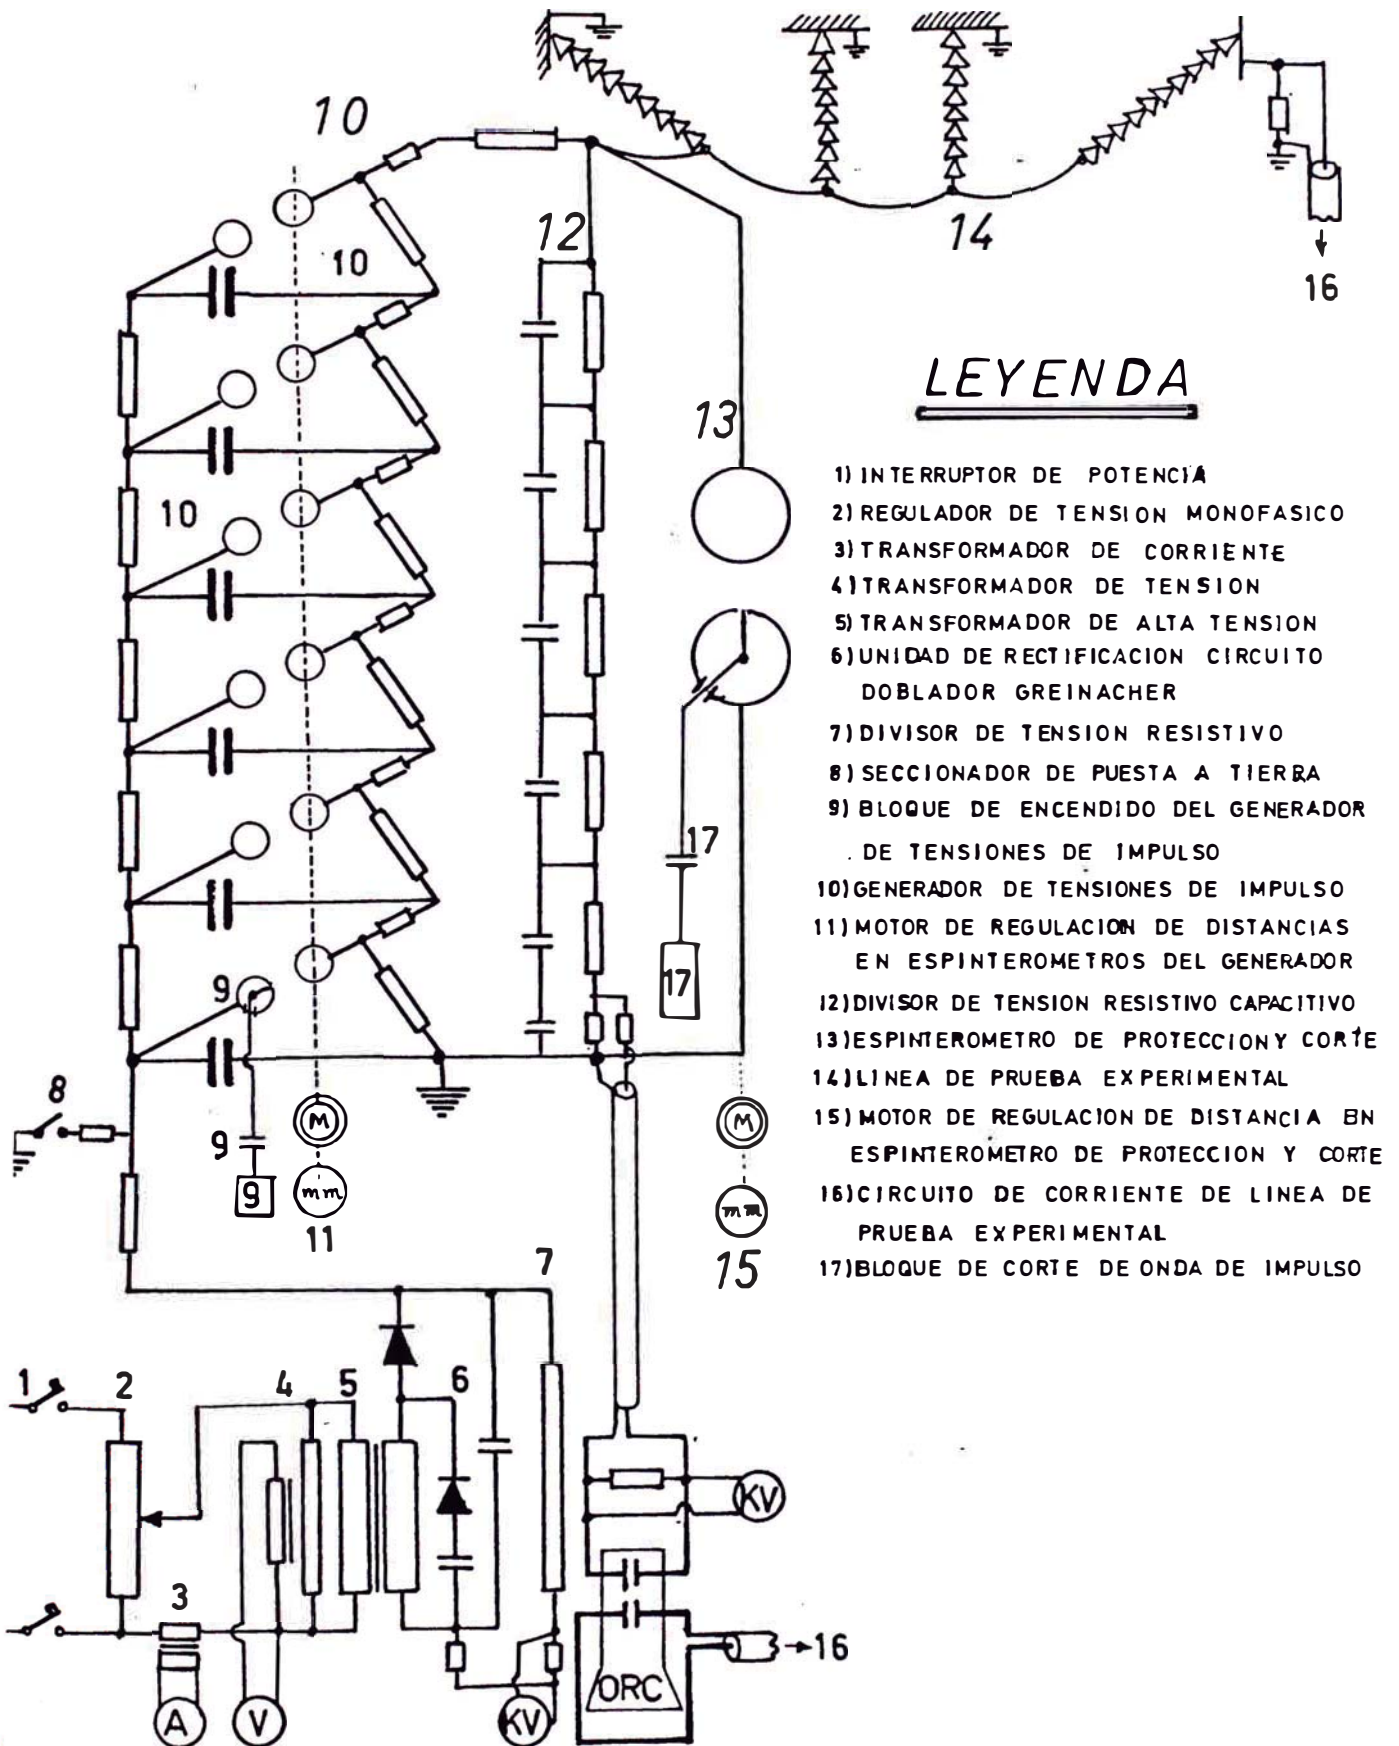 10
12
10
14
16
LEYENDA
13
10
1) INTERRUPTOR DE POTENCIA
2) REGULADOR DE TENSION MONOFASICO
3) TRANSFORMADOR DE CORRIENTE
4) TRANSFORMADOR DE TENSION
5) TRANSFORMADOR DE ALTA TENSION
6) UNIDAD DE RECTIFICACION CIRCUITO
DOBLADOR GREINACHER
7) DIVISOR DE TENSION RESISTIVO
8) SECCIONADOR DE PUESTA A TIERRA
9) BLOQUE DE ENCENDIDO DEL GENERADOR
DE TENSIONES DE IMPULSO
10) GENERADOR DE TENSIONES DE IMPULSO
11) MOTOR DE REGULACION DE DISTANCIAS
EN ESPINTEROMETROS DEL GENERADOR
12) DIVISOR DE TENSION RESISTIVO CAPACITIVO
13) ESPINTEROMETRO DE PROTECCION Y CORTE
14) LINEA DE PRUEBA EXPERIMENTAL
15) MOTOR DE REGULACION DE DISTANCIA EN
ESPINTEROMETRO DE PROTECCION Y CORTE
16) CIRCUITO DE CORRIENTE DE LINEA DE
PRUEBA EXPERIMENTAL
17) BLOQUE DE CORTE DE ONDA DE IMPULSO
17
17
9
8
9
9
M
mm
11
M
mm
15
7
1
2
4
5
6
3
A
V
KV
KV
ORC
16